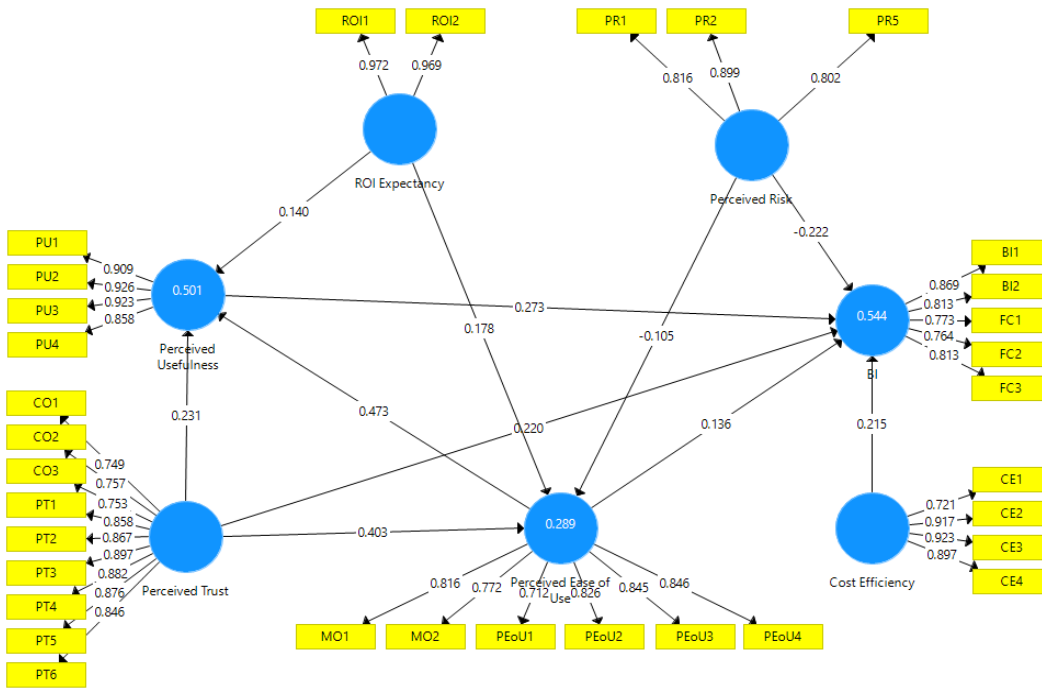 ROI1
ROI2
PR1
PR2
PR5
0.972
0.969
0.816
0.899
0.802
ROI Expectancy
Perceived Risk
0.140
-0.222
PU1
PU2
PU3
PU4
0.909
0.926
0.923
0.858
0.501
Perceived
Usefulness
0.273
0.178
-0.105
BI1
BI2
FC1
FC2
FC3
0.869
0.813
0.773
0.764
0.813
0.544
BI
CO1
CO2
CO3
PT1
PT2
PT3
PT4
PT5
PT6
0.749
0.757
0.753
0.858
0.867
0.897
0.882
0.876
0.846
0.231
0.473
0.220
0.136
0.215
Perceived Trust
0.403
0.289
Perceived Ease of
Use
0.816
0.772
0.712
0.826
0.845
0.846
MO1
MO2
PEoU1
PEoU2
PEoU3
PEoU4
Cost Efficiency
0.721
0.917
0.923
0.897
CE1
CE2
CE3
CE4